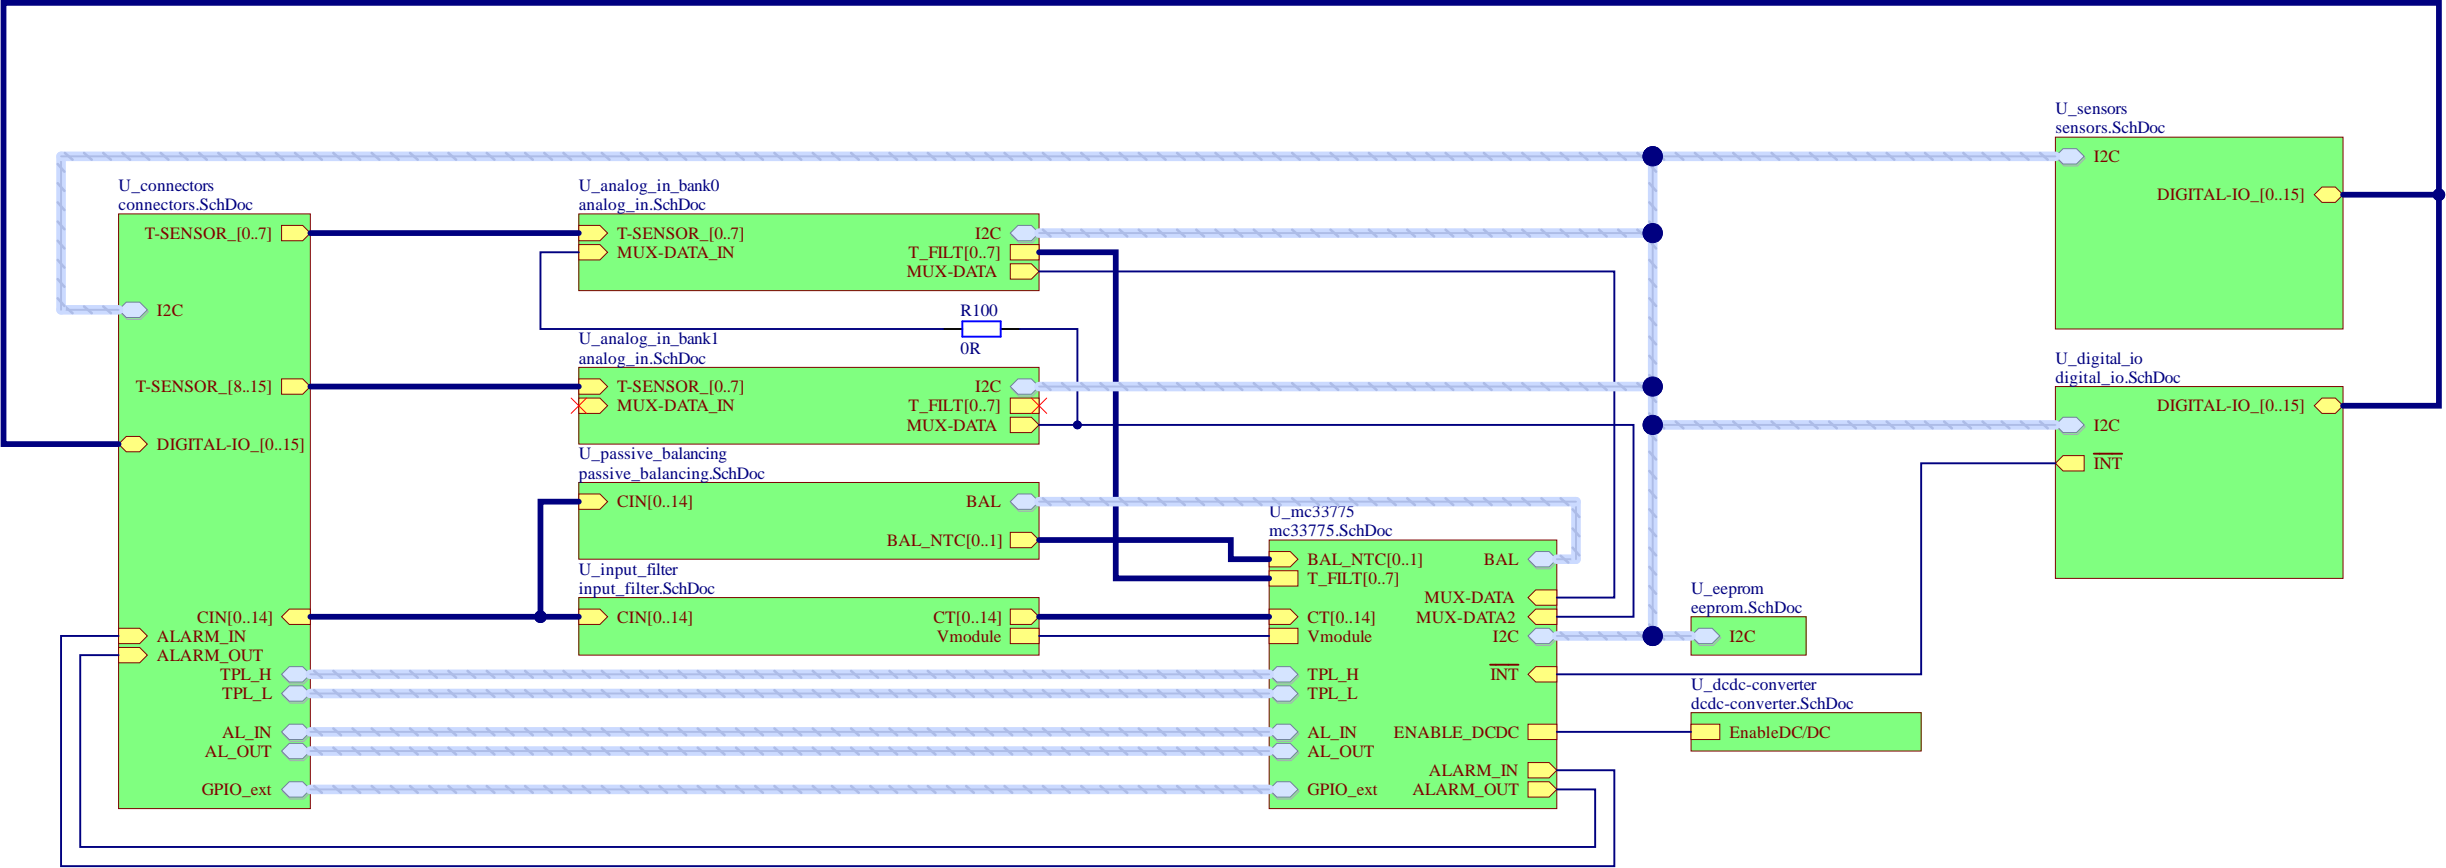 U_sensors
sensors.SchDoc
I2C
DIGITAL-IO_[0..15]
U_connectors
connectors.SchDoc
T-SENSOR_[0..7]
I2C
T-SENSOR_[8..15]
DIGITAL-IO_[0..15]
CIN[0..14]
ALARM_IN
ALARM_OUT
TPL_H
TPL_L
AL_IN
AL_OUT
GPIO_ext
U_analog_in_bank0
analog_in.SchDoc
T-SENSOR_[0..7]
I2C
MUX-DATA_IN
T_FILT[0..7]
MUX-DATA
R100
0R
U_analog_in_bank1
analog_in.SchDoc
T-SENSOR_[0..7]
I2C
MUX-DATA_IN
T_FILT[0..7]
MUX-DATA
U_passive_balancing
passive_balancing.SchDoc
CIN[0..14]
BAL
BAL_NTC[0..1]
U_input_filter
input_filter.SchDoc
CIN[0..14]
CT[0..14]
Vmodule
U_mc33775
mc33775.SchDoc
BAL_NTC[0..1]
BAL
T_FILT[0..7]
MUX-DATA
CT[0..14]
MUX-DATA2
Vmodule
I2C
TPL_H
INT
TPL_L
AL_IN
ENABLE_DCDC
AL_OUT
ALARM_IN
GPIO_ext
ALARM_OUT
U_digital_io
digital_io.SchDoc
DIGITAL-IO_[0..15]
I2C
INT
U_eeprom
eeprom.SchDoc
I2C
U_dcdc-converter
dcdc-converter.SchDoc
EnableDC/DC